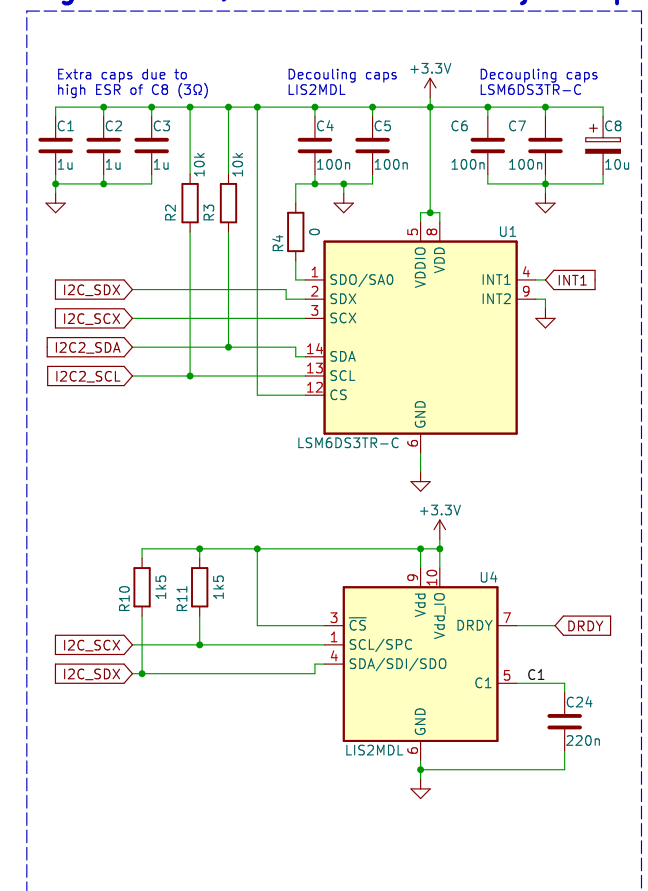 Extra caps due to
high ESR of C8 (3Ω)
Decouling caps
LIS2MDL
+3.3V
Decoupling caps
LSM6DS3TR-C
C1
1u
C2
1u
C3
1u
R2
10k
R3
10k
C4
100n
C5
100n
C6
100n
C7
100n
+
C8
10u
R4
0
U1
5
VDDIO
8
VDD
1
SDO/SA0
2
SDX
3
SCX
14
SDA
13
SCL
12
CS
4
INT1
9
INT2
INT1
I2C_SDX
I2C_SCX
I2C2_SDA
I2C2_SCL
GND
6
LSM6DS3TR-C
+3.3V
R10
1k5
R11
1k5
U4
9
Vdd
10
Vdd_IO
3
CS
1
SCL/SPC
4
SDA/SDI/SDO
7
DRDY
DRDY
I2C_SCX
I2C_SDX
5
C1
C1
C24
220n
GND
6
LIS2MDL